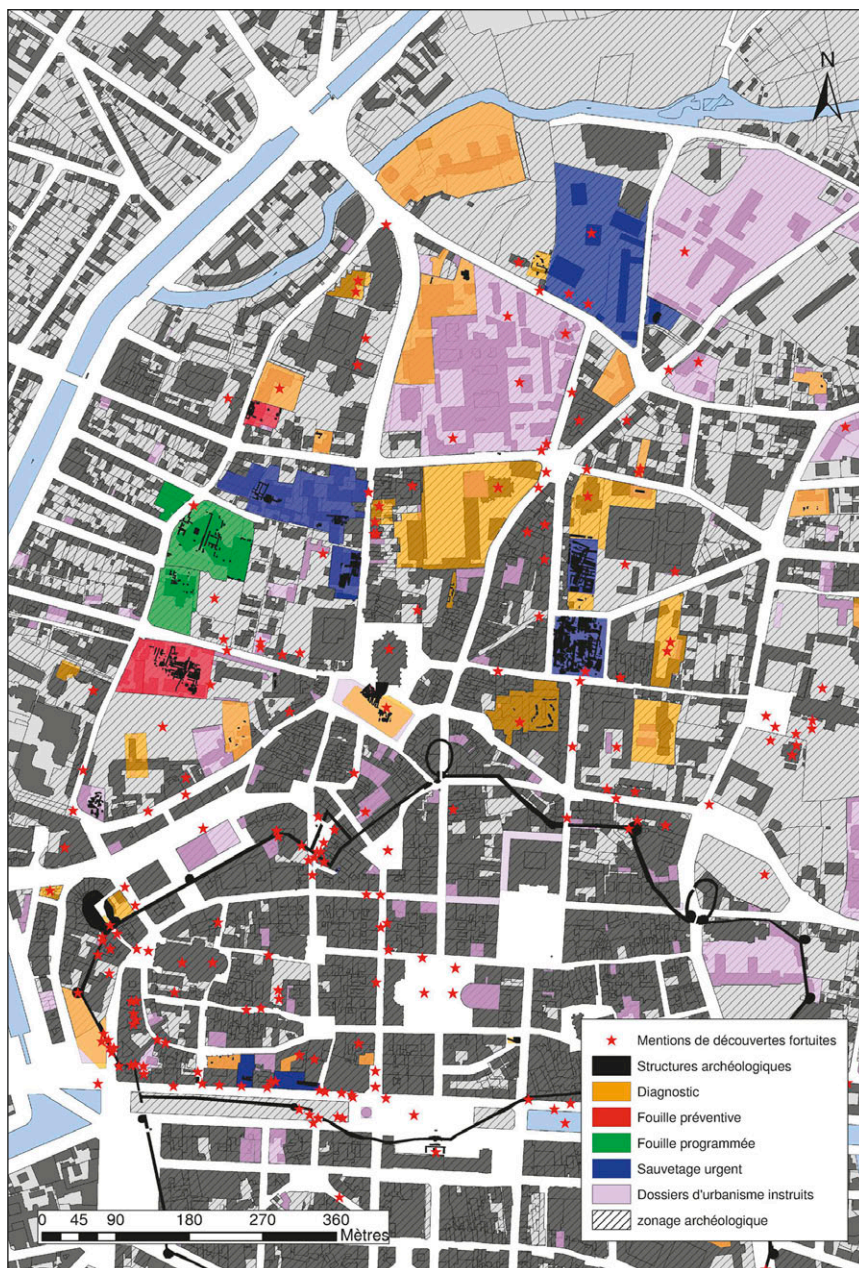 N
Mentions de découvertes fortuites
Structures archéologiques
Diagnostic
Fouille préventive
Fouille programmée
Sauvetage urgent
Dossiers d'urbanisme instruits
zonage archéologique
0 45 90 180 270 360
Mètres